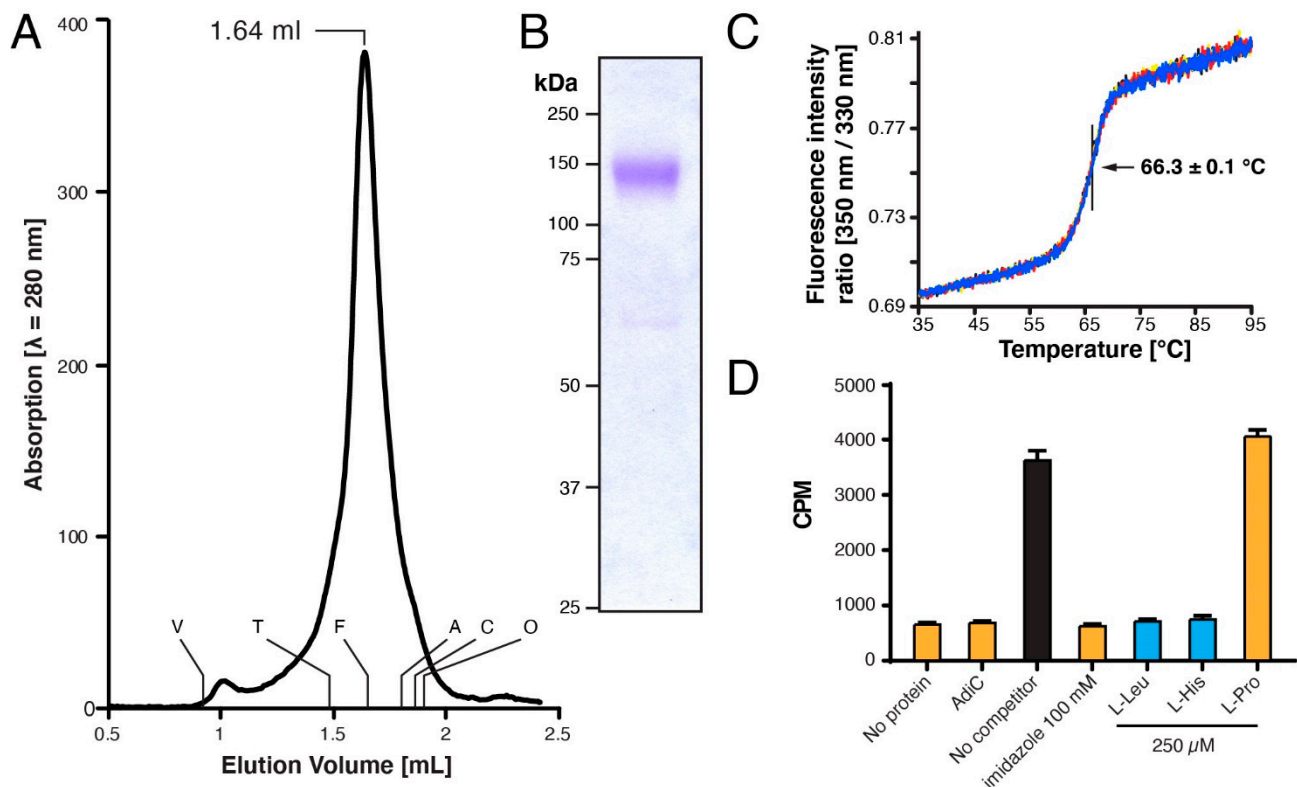 A
400
300
200
100
0
Absorption [λ = 280 nm]
1.64 ml
V
T
F
A
C
O
0.5
1
1.5
2
2.5
Elution Volume [mL]
B
kDa
250
150
100
75
50
37
25
C
0.81
0.77
0.73
0.69
Fluorescence intensity
ratio [350 nm / 330 nm]
66.3 ± 0.1 °C
35
45
55
65
75
85
95
Temperature [°C]
D
5000
4000
3000
2000
1000
0
CPM
No protein
AdiC
No competitor
imidazole 100 mM
L-Leu
L-His
L-Pro
250 µM